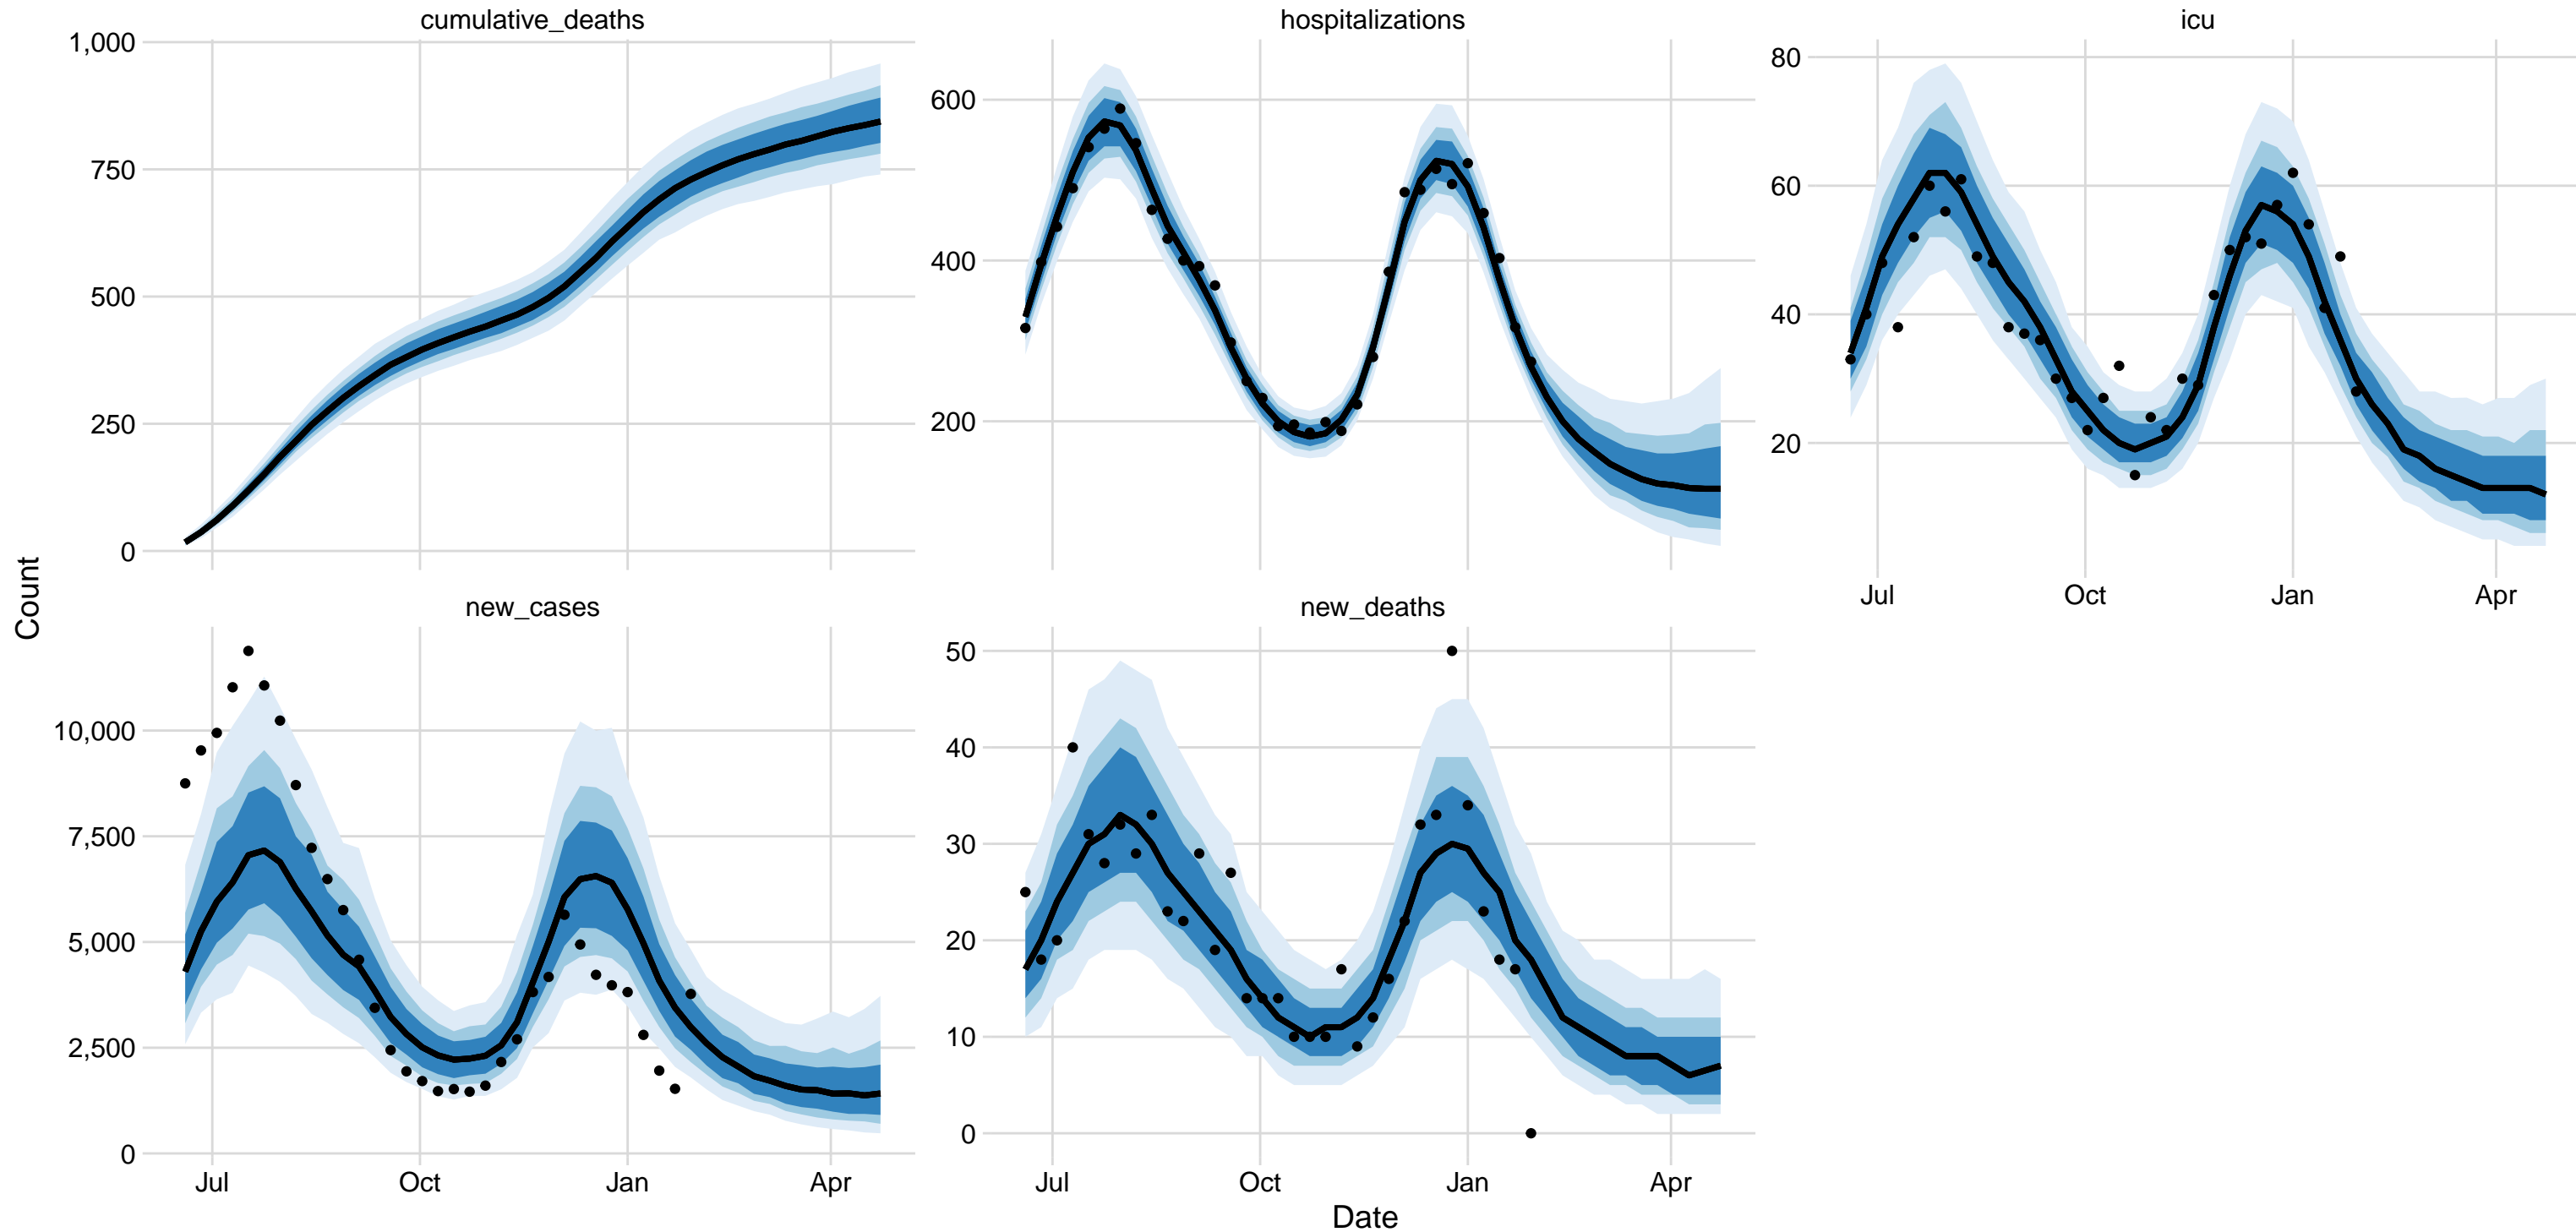 cumulative_deaths
1,000
750
500
250
0
hospitalizations
600
400
200
icu
80
60
40
20
Jul Oct Jan Apr
Count
new_cases
10,000
7,500
5,000
2,500
0
Jul Oct Jan Apr
new_deaths
50
40
30
20
10
0
Jul Oct Jan Apr
Date